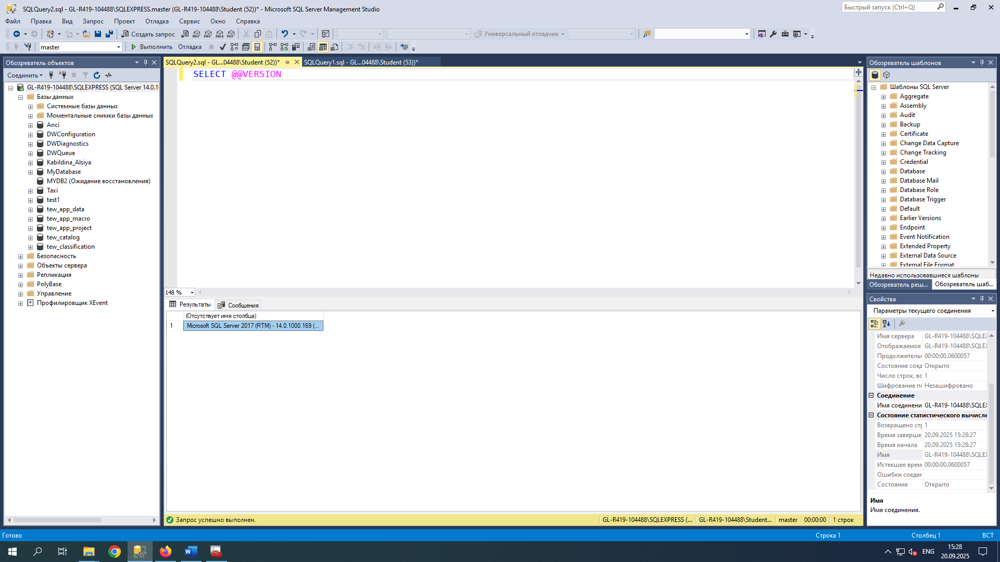 SQLQuery2.sql - GL-R419-104488\SQLEXPRESS.master (GL-R419-104488\Student (52))* - Microsoft SQL Server Management Studio
Быстрый запуск (Ctrl+Q)
Файл Правка Вид Запрос Проект Отладка Сервис Окно Справка
Создать запрос
MDX DMX XMLA DAX
Универсальный отладчик
master
Выполнить Отладка
Обозреватель объектов
Соединить
GL-R419-104488\SQLEXPRESS (SQL Server 14.0.1
Базы данных
Системные базы данных
Моментальные снимки базы данных
Anci
DWConfiguration
DWDiagnostics
DWQueue
Kabildina_Alsiya
MyDatabase
MYDB2 (Ожидание восстановления)
Taxi
test1
tew_app_data
tew_app_macro
tew_app_project
tew_catalog
tew_classification
Безопасность
Объекты сервера
Репликация
PolyBase
Управление
Профилировщик XEvent
SQLQuery2.sql - GL...04488\Student (52))* SQLQuery1.sql - GL...04488\Student (53))*
SELECT @@VERSION
148 %
Результаты Сообщения
(Отсутствует имя столбца)
1 Microsoft SQL Server 2017 (RTM) - 14.0.1000.169 (...
Запрос успешно выполнен.
GL-R419-104488\SQLEXPRESS (... GL-R419-104488\Student... master 00:00:00 1 строк
Обозреватель шаблонов
Шаблоны SQL Server
Aggregate
Assembly
Audit
Backup
Certificate
Change Data Capture
Change Tracking
Credential
Database
Database Mail
Database Role
Database Trigger
Default
Earlier Versions
Endpoint
Event Notification
Extended Property
External Data Source
External File Format
Недавно использовавшиеся шаблоны
Обозреватель реш... Обозреватель шаб...
Свойства
Параметры текущего соединения
Имя сервера GL-R419-104488\SQLEX
Отображаемое GL-R419-104488\SQLEX
Продолжительн 00:00:00.0600057
Состояние соед Открыто
Число строк, вс 1
Шифрование по Незашифровано
Соединение
Имя соединени GL-R419-104488\SQLEX
Состояние статистического вычисле
Возвращено стр 1
Время заверше 20.09.2025 15:28:27
Время начала 20.09.2025 15:28:27
Имя GL-R419-104488\SQLEX
Истекшее врем 00:00:00.0600057
Ошибки соедин
Состояние Открыто
Имя
Имя соединения.
Готово Строка 1 Столбец 1 ВСТ
ENG
15:28
20.09.2025